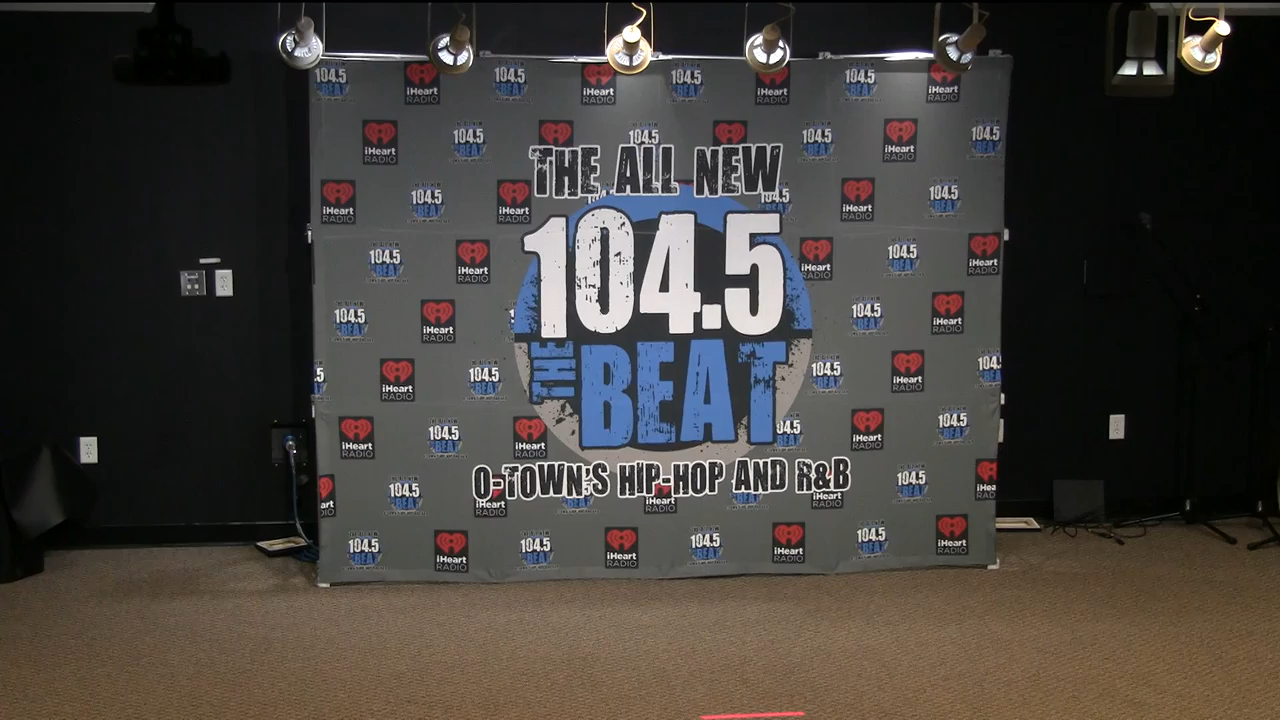 THE ALL NEW
104.5
THE BEAT
O-TOWN'S HIP-HOP AND R&B
iHeart
RADIO
104.5
BEAT